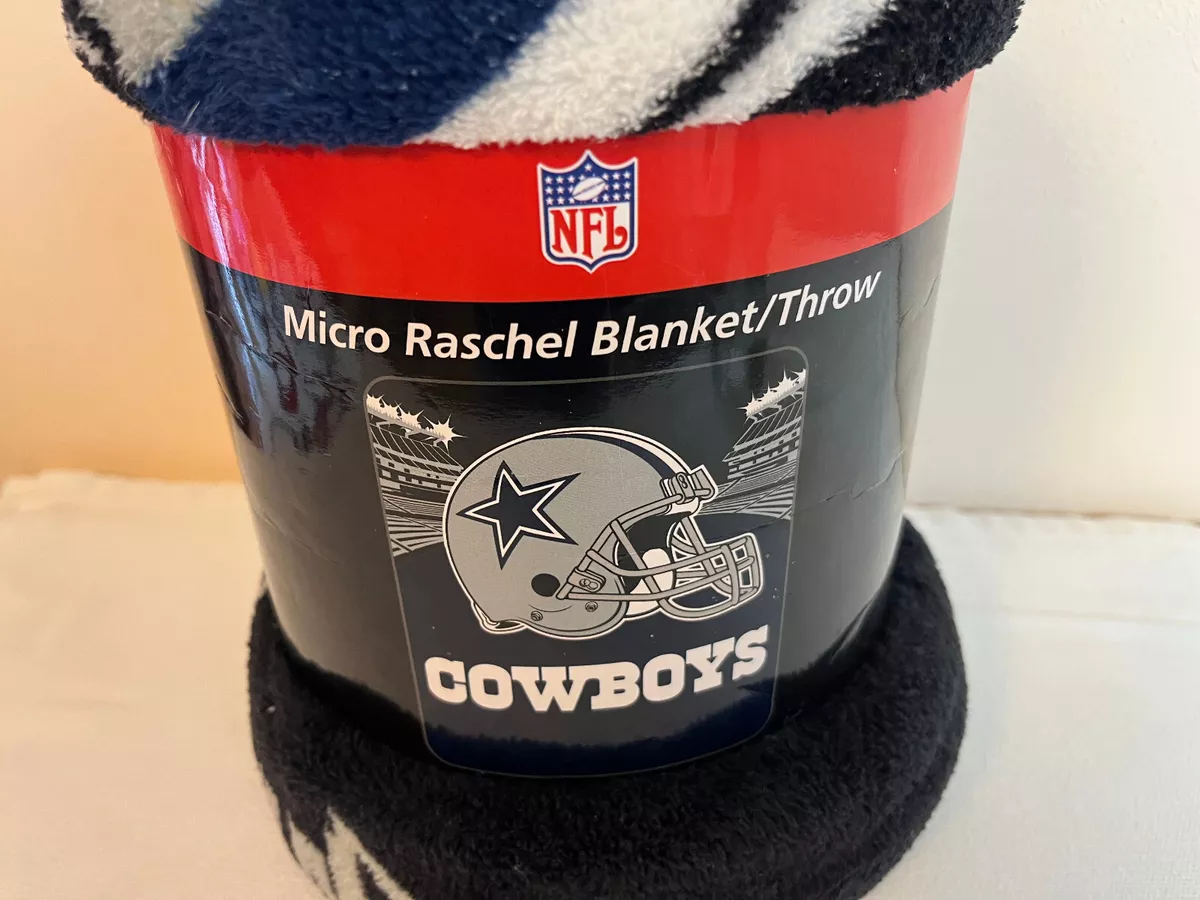 NFL
Micro Raschel Blanket/Throw
COWBOYS